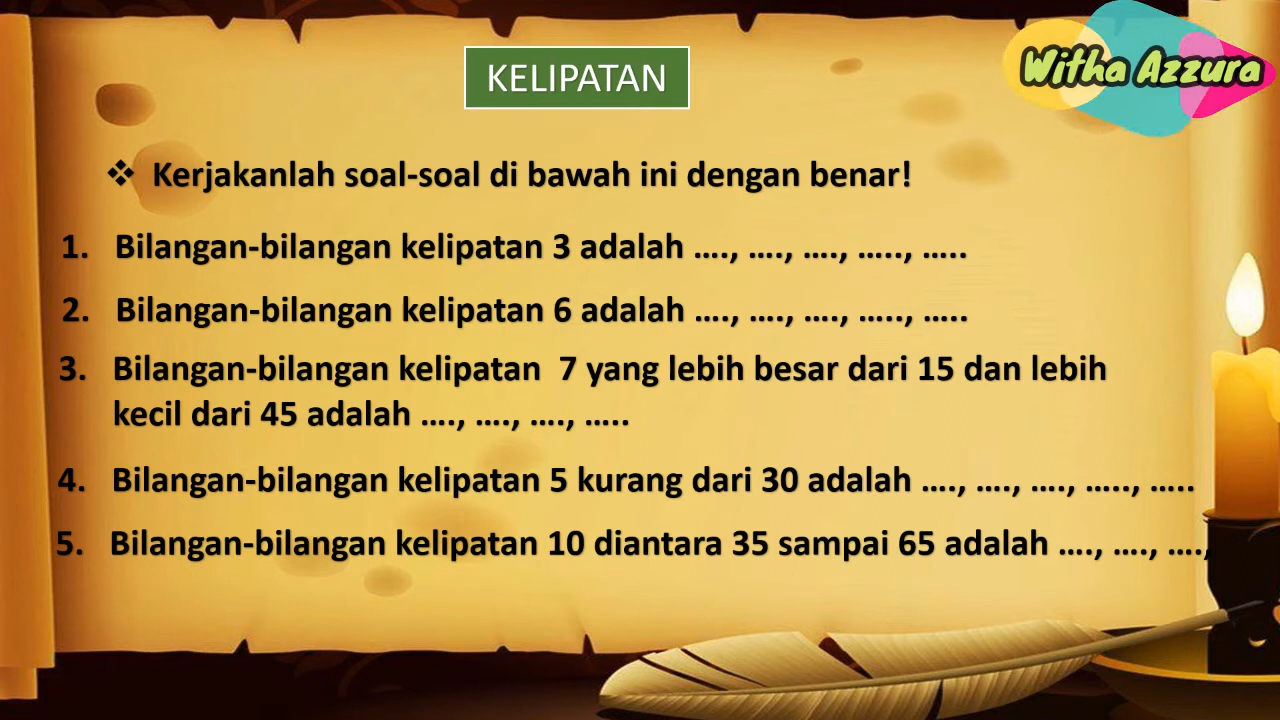 Witha Azzura
KELIPATAN
❖ Kerjakanlah soal-soal di bawah ini dengan benar!
1. Bilangan-bilangan kelipatan 3 adalah …., …., …., ….., …..
2. Bilangan-bilangan kelipatan 6 adalah …., …., …., ….., …..
3. Bilangan-bilangan kelipatan 7 yang lebih besar dari 15 dan lebih
kecil dari 45 adalah …., …., …., …..
4. Bilangan-bilangan kelipatan 5 kurang dari 30 adalah …., …., …., ….., …..
5. Bilangan-bilangan kelipatan 10 diantara 35 sampai 65 adalah …., …., ….,